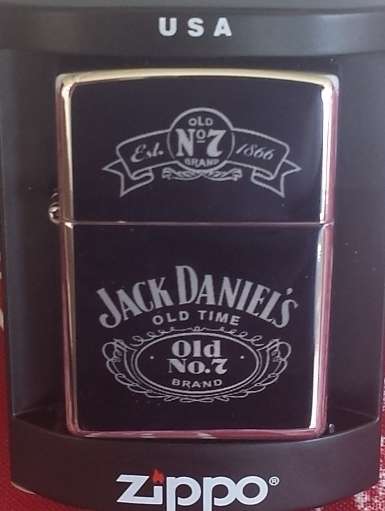 USA
OLD
Est. Nº7 1866
BRAND
JACK DANIEL'S
OLD TIME
Old
No.7
BRAND
Zippo®